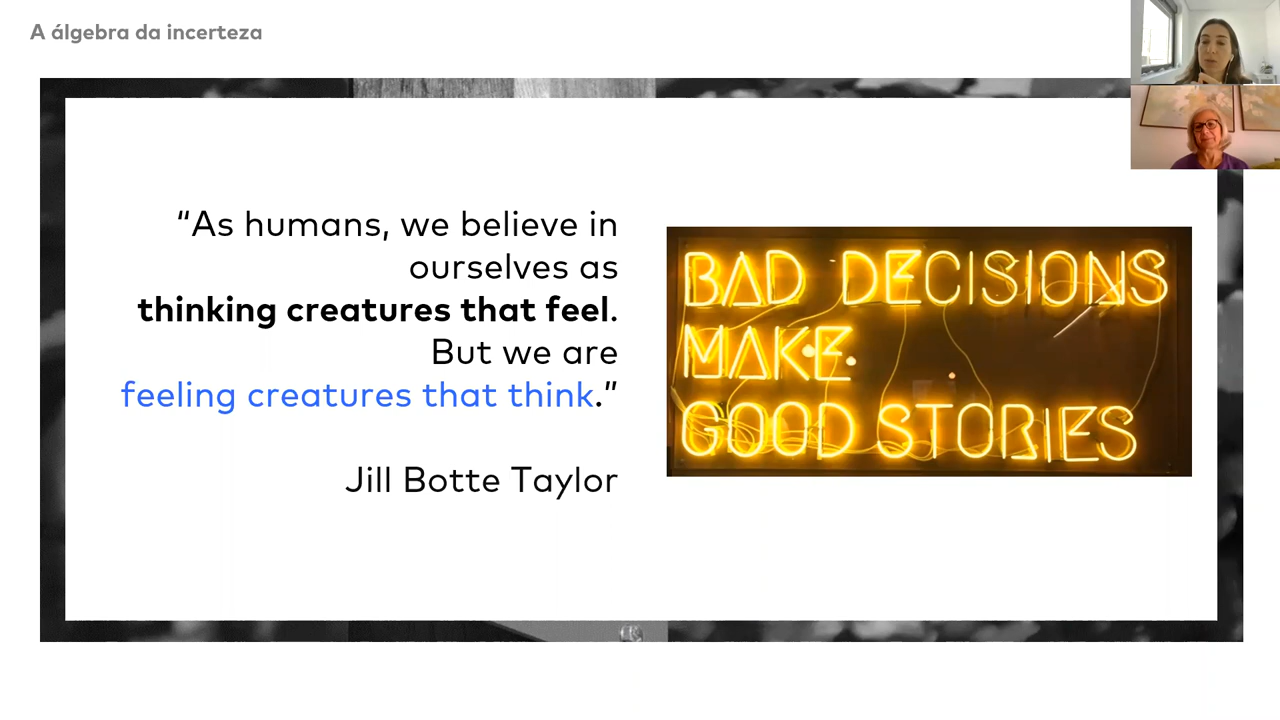 A álgebra da incerteza
“As humans, we believe in
ourselves as
thinking creatures that feel.
But we are
feeling creatures that think.”
Jill Botte Taylor
BAD DECISIONS
MAKE
GOOD STORIES